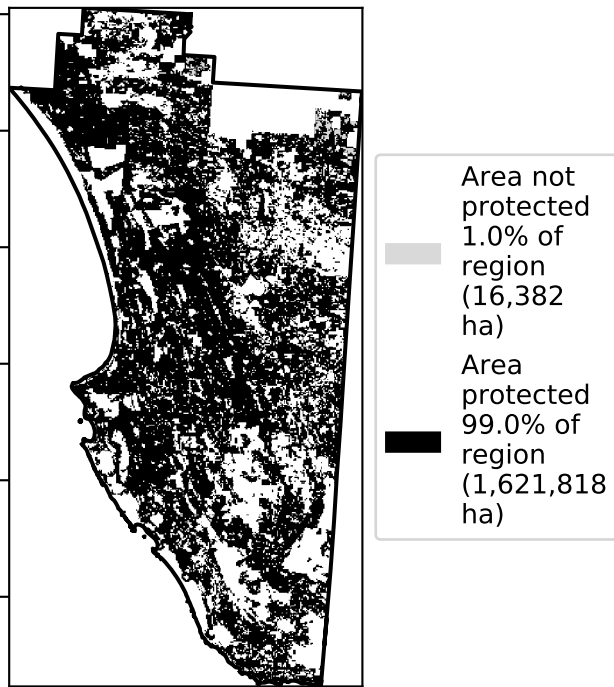 Area not
protected
1.0% of
region
(16,382
ha)
Area
protected
99.0% of
region
(1,621,818
ha)